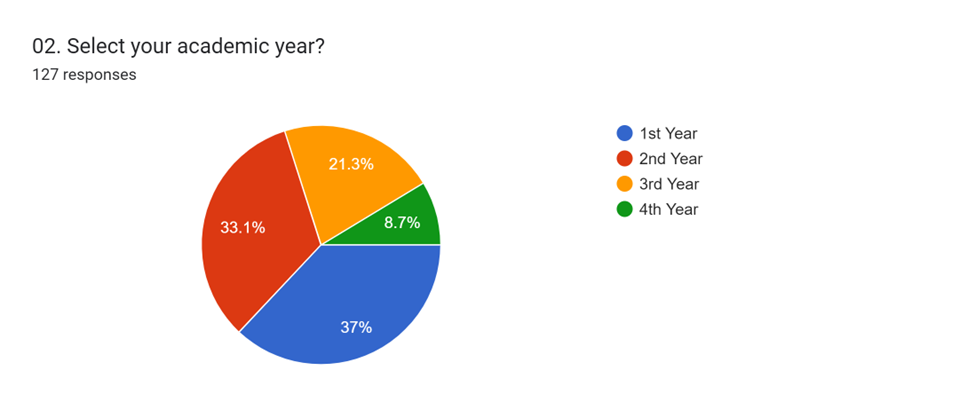 02. Select your academic year?
127 responses
21.3%
33.1%
8.7%
37%
1st Year
2nd Year
3rd Year
4th Year